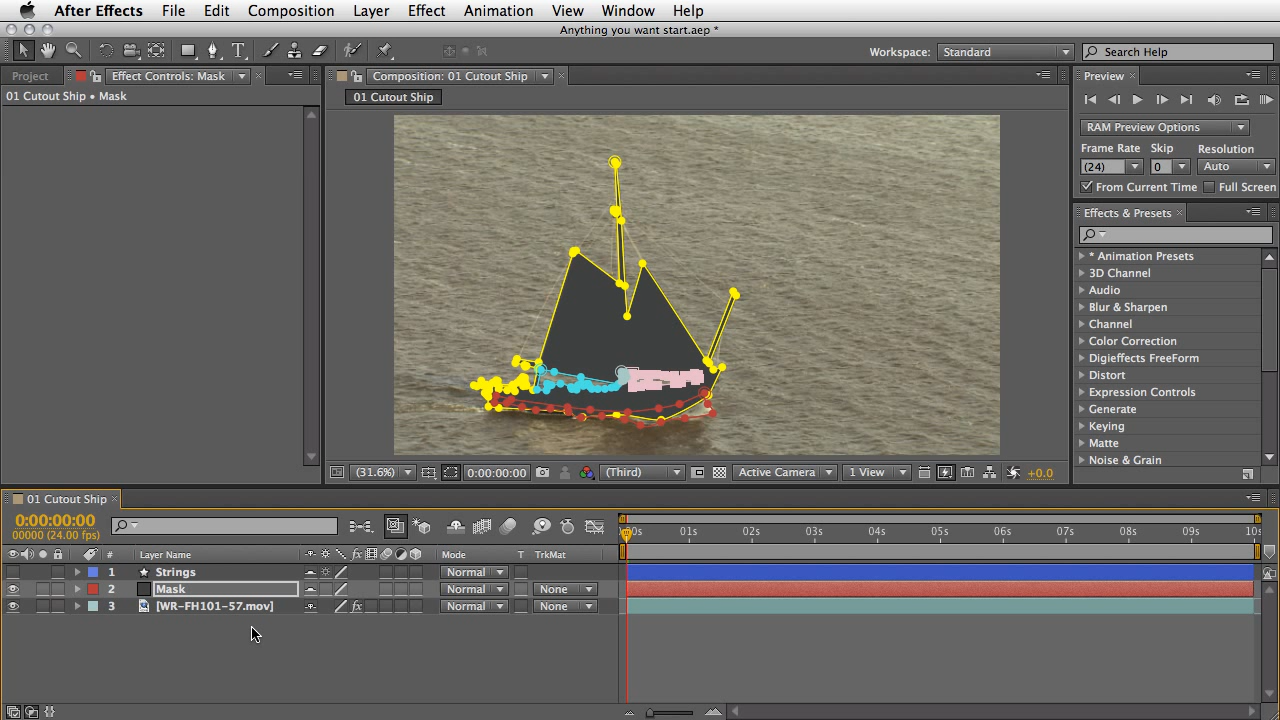 After Effects File Edit Composition Layer Effect Animation View Window Help
Anything you want start.aep *
Workspace: Standard Search Help
Project Effect Controls: Mask Composition: 01 Cutout Ship Preview
01 Cutout Ship • Mask 01 Cutout Ship
RAM Preview Options
Frame Rate Skip Resolution
(24) 0 Auto
From Current Time Full Screen
Effects & Presets
* Animation Presets
3D Channel
Audio
Blur & Sharpen
Channel
Color Correction
Digieffects FreeForm
Distort
Expression Controls
Generate
Keying
Matte
Noise & Grain
(31.6%) 0:00:00:00 (Third) Active Camera 1 View +0.0
01 Cutout Ship
0:00:00:00
00000 (24.00 fps)
:00s 01s 02s 03s 04s 05s 06s 07s 08s 09s 10s
# Layer Name fx Mode T TrkMat
1 Strings Normal
2 Mask Normal None
3 [WR-FH101-57.mov] fx Normal None